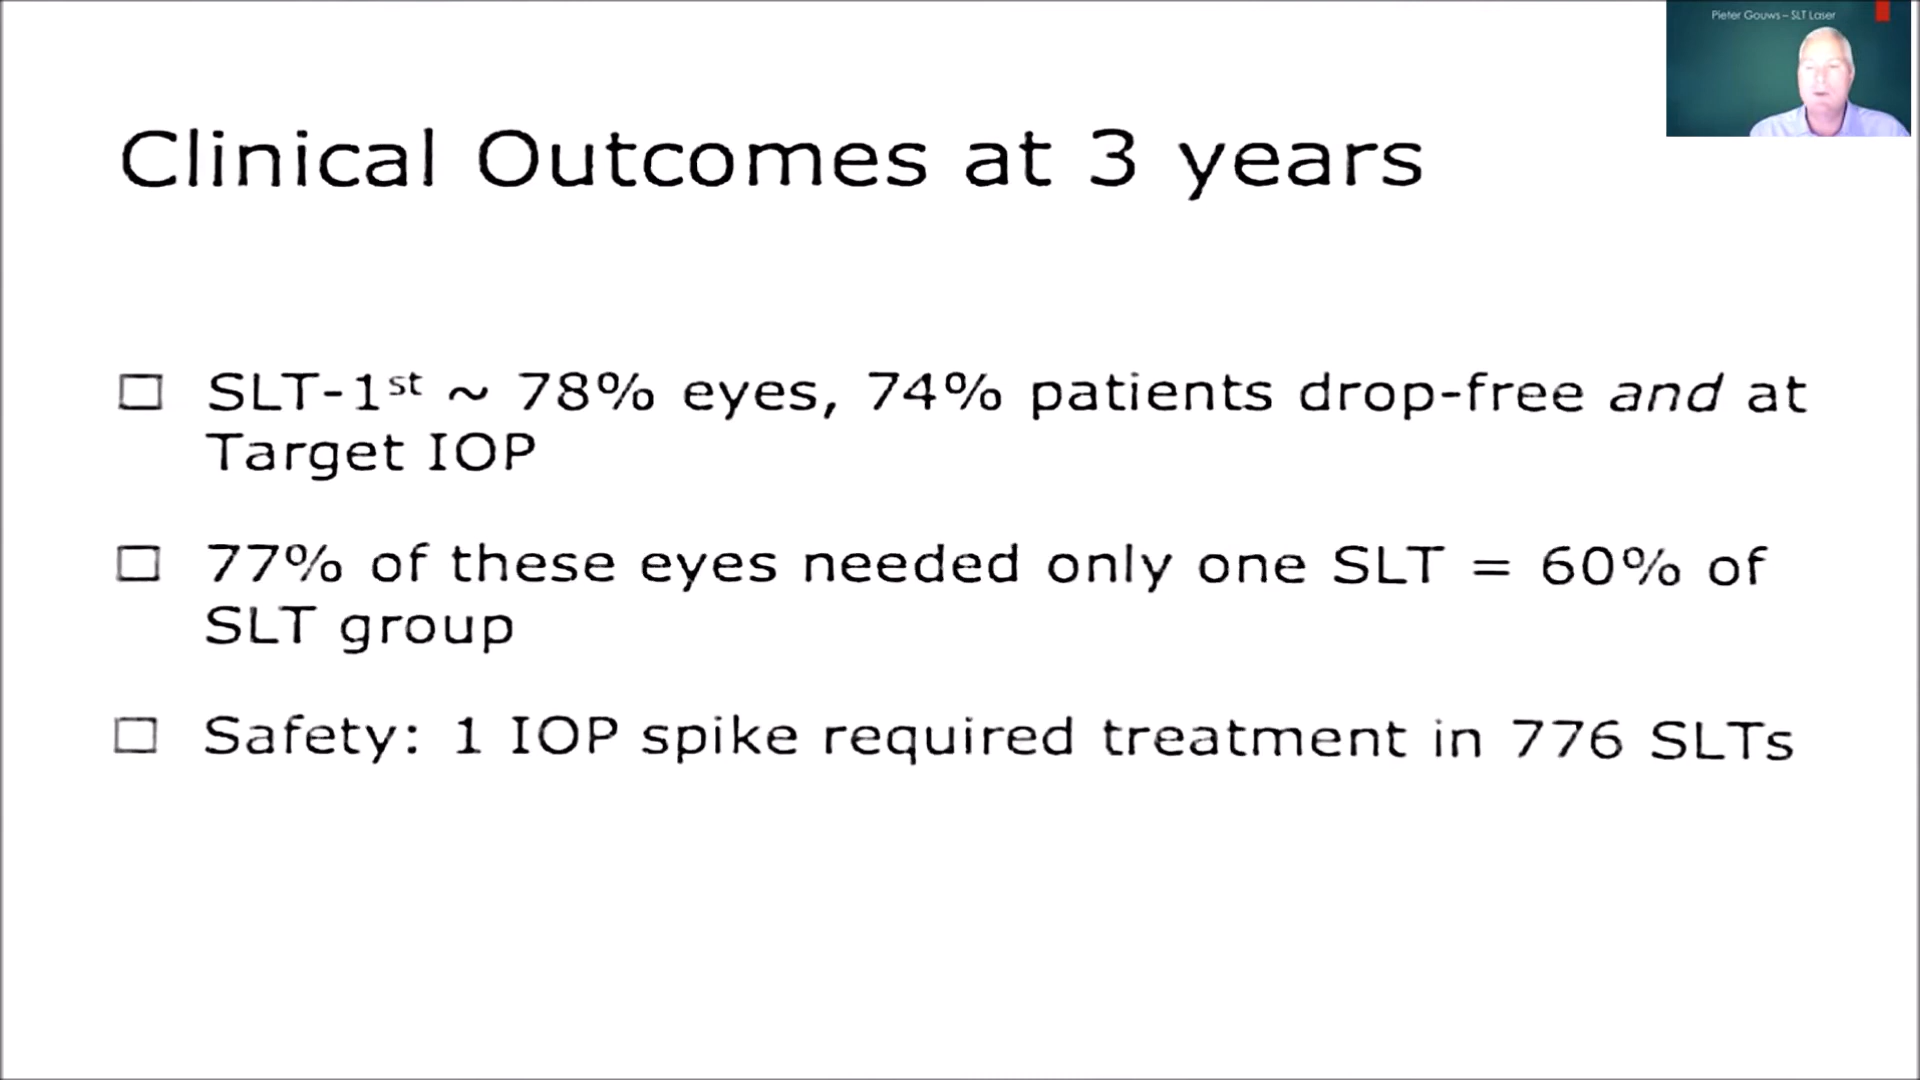 Pieter Gouws – SLT Laser
Clinical Outcomes at 3 years
SLT-1st ~ 78% eyes, 74% patients drop-free and at
Target IOP
77% of these eyes needed only one SLT = 60% of
SLT group
Safety: 1 IOP spike required treatment in 776 SLTs